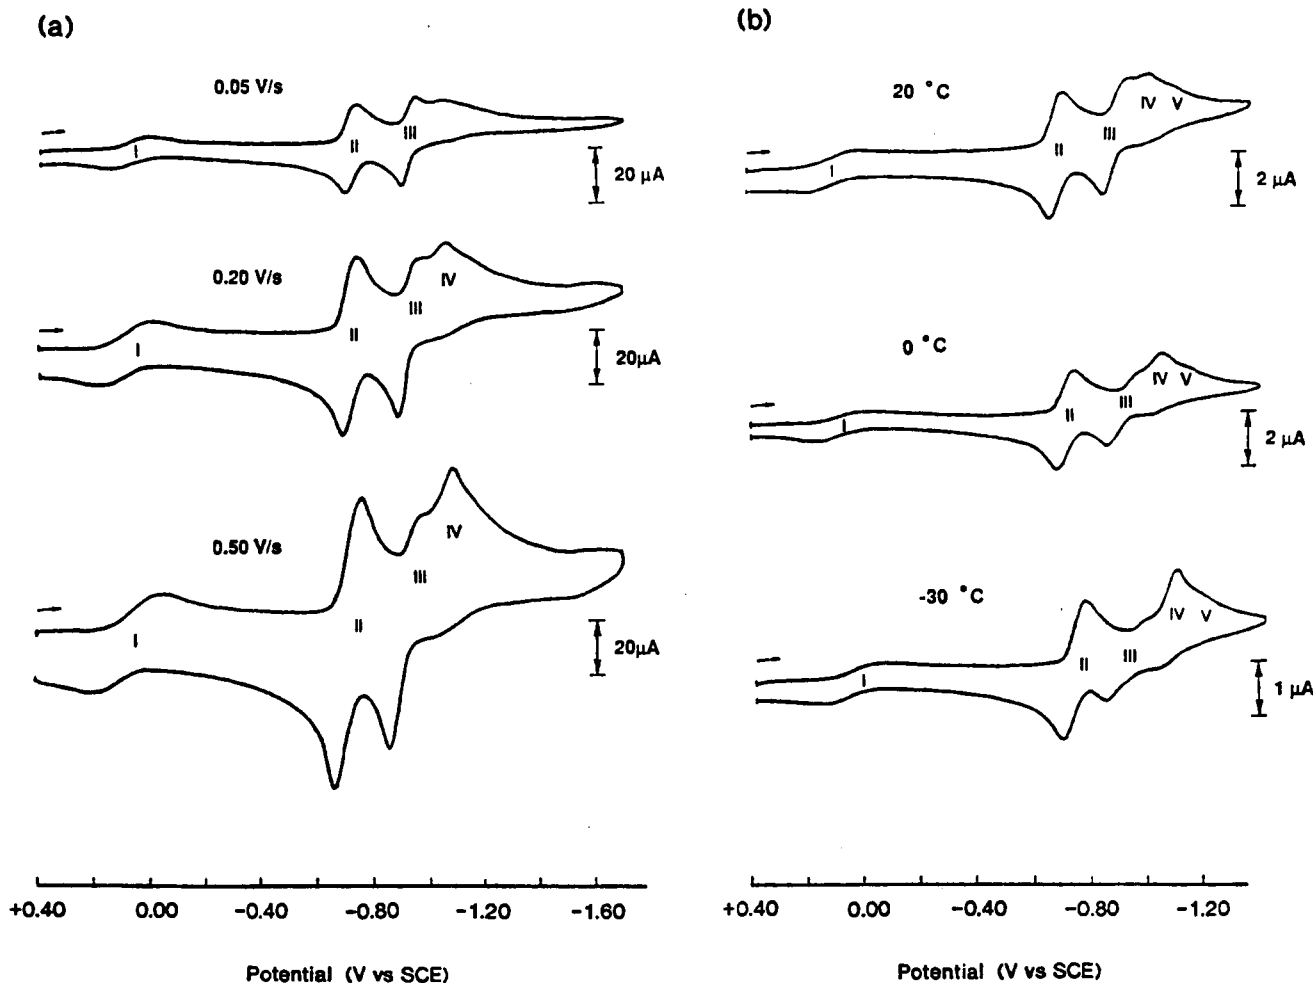 (a)
0.05 V/s
I
II
III
20 μA
0.20 V/s
I
II
III
IV
20μA
0.50 V/s
I
II
III
IV
20μA
+0.40 0.00 -0.40 -0.80 -1.20 -1.60
Potential (V vs SCE)
(b)
20 °C
I
II
III
IV
V
2 μA
0 °C
I
II
III
IV
V
2 μA
-30 °C
I
II
III
IV
V
1 μA
+0.40 0.00 -0.40 -0.80 -1.20
Potential (V vs SCE)